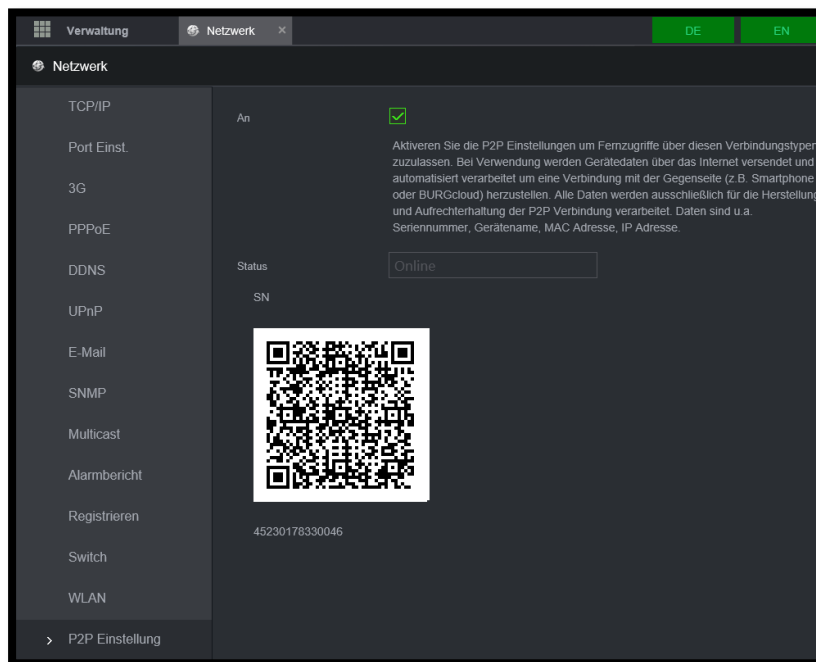 Verwaltung
Netzwerk
×
DE
EN
Netzwerk
TCP/IP
Port Einst.
3G
PPPoE
DDNS
UPnP
E-Mail
SNMP
Multicast
Alarmbericht
Registrieren
Switch
WLAN
P2P Einstellung
An
Aktiveren Sie die P2P Einstellungen um Fernzugriffe über diesen Verbindungstypen
zuzulassen. Bei Verwendung werden Gerätedaten über das Internet versendet und
automatisiert verarbeitet um eine Verbindung mit der Gegenseite (z.B. Smartphone
oder BURGcloud) herzustellen. Alle Daten werden ausschließlich für die Herstellung
und Aufrechterhaltung der P2P Verbindung verarbeitet. Daten sind u.a.
Seriennummer, Gerätename, MAC Adresse, IP Adresse.
Status
Online
SN
45230178330046